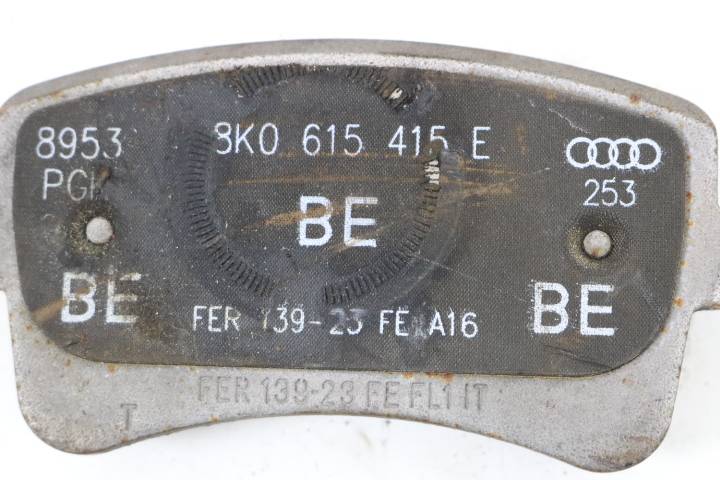 8953 8K0 615 415 E
PG 253
BE
BE BE
FER 139-23 FE A16
FER 139-23 FE FL1 IT
T